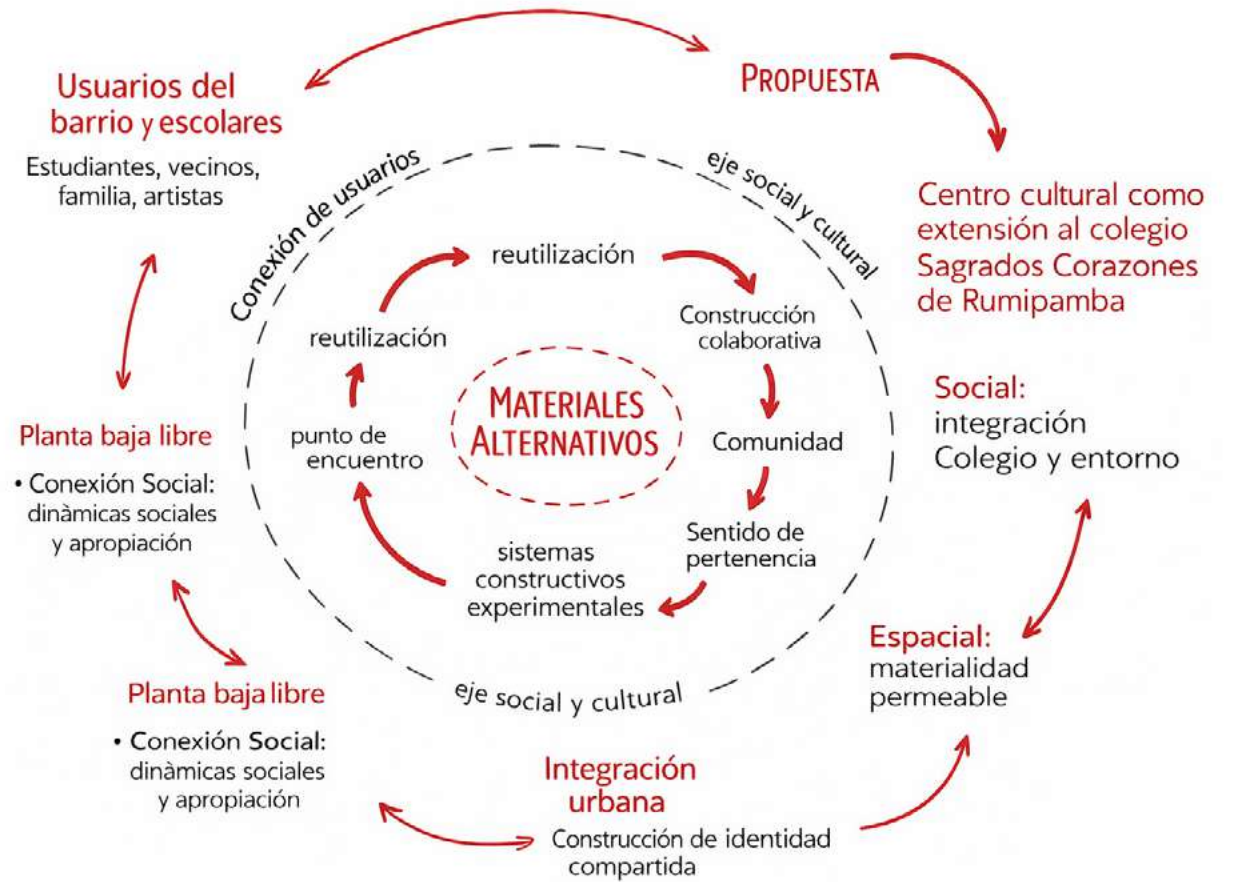 Usuarios del
barrio y escolares
Estudiantes, vecinos,
familia, artistas
PROPUESTA
Centro cultural como
extensión al colegio
Sagrados Corazones
de Rumipamba
Conexión de usuarios
eje social y cultural
reutilización
reutilización
Construcción
colaborativa
MATERIALES
ALTERNATIVOS
punto de
encuentro
Comunidad
Sentido de
pertenencia
sistemas
constructivos
experimentales
eje social y cultural
Planta baja libre
• Conexión Social:
dinàmicas sociales
y apropiación
Social:
integración
Colegio y entorno
Planta baja libre
• Conexión Social:
dinàmicas sociales
y apropiación
Espacial:
materialidad
permeable
Integración
urbana
Construcción de identidad
compartida